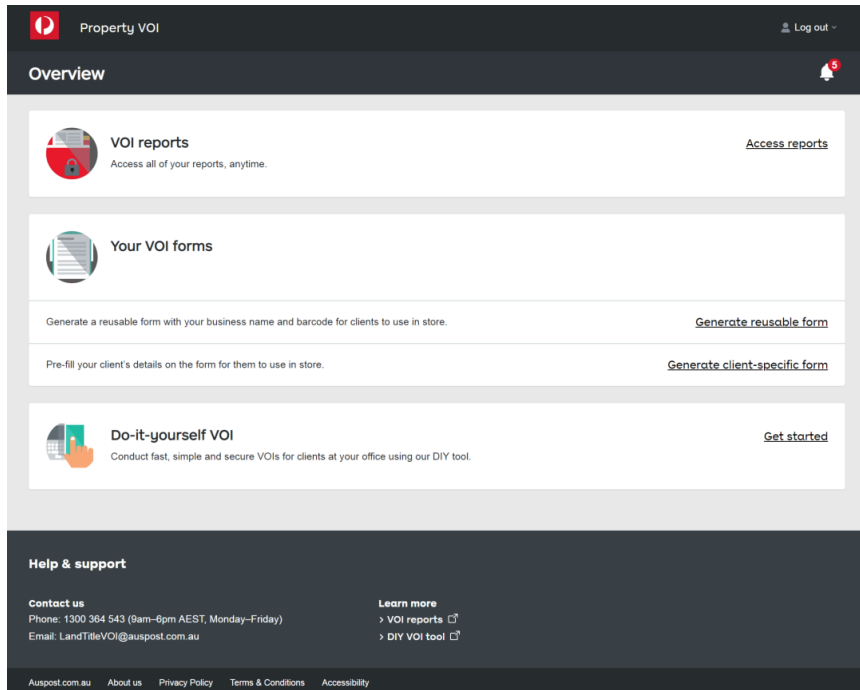 Property VOI
Log out
Overview
5
VOI reports
Access all of your reports, anytime.
Access reports
Your VOI forms
Generate a reusable form with your business name and barcode for clients to use in store.
Generate reusable form
Pre-fill your client's details on the form for them to use in store.
Generate client-specific form
Do-it-yourself VOI
Conduct fast, simple and secure VOIs for clients at your office using our DIY tool.
Get started
Help & support
Contact us
Phone: 1300 364 543 (9am–6pm AEST, Monday–Friday)
Email: LandTitleVOI@auspost.com.au
Learn more
> VOI reports
> DIY VOI tool
Auspost.com.au About us Privacy Policy Terms & Conditions Accessibility